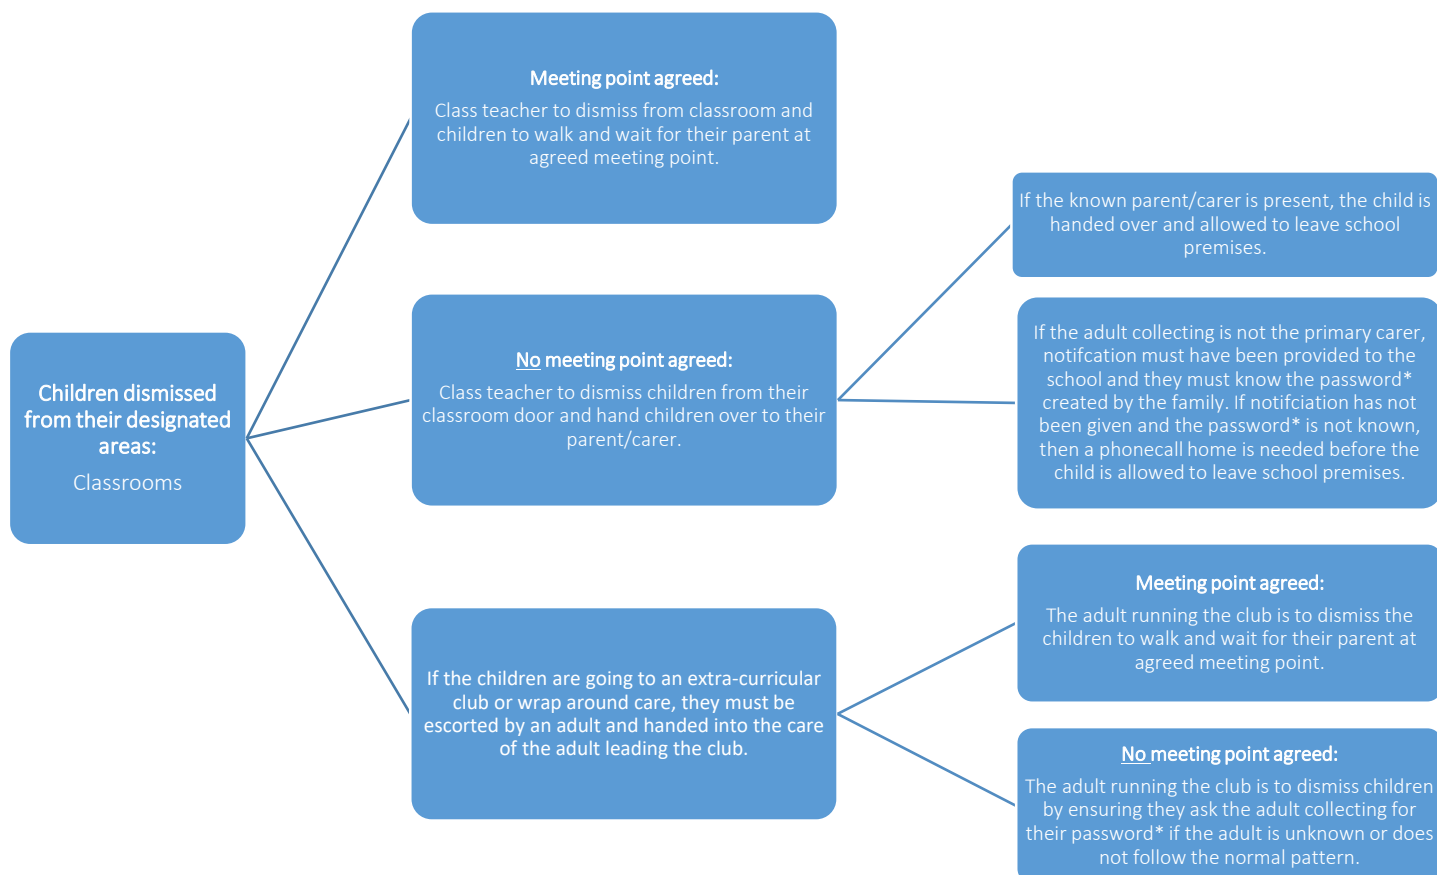 Children dismissed
from their designated
areas:
Classrooms
Meeting point agreed:
Class teacher to dismiss from classroom and
children to walk and wait for their parent at
agreed meeting point.
No meeting point agreed:
Class teacher to dismiss children from their
classroom door and hand children over to their
parent/carer.
If the known parent/carer is present, the child is
handed over and allowed to leave school
premises.
If the adult collecting is not the primary carer,
notifcation must have been provided to the
school and they must know the password*
created by the family. If notifciation has not
been given and the password* is not known,
then a phonecall home is needed before the
child is allowed to leave school premises.
If the children are going to an extra-curricular
club or wrap around care, they must be
escorted by an adult and handed into the care
of the adult leading the club.
Meeting point agreed:
The adult running the club is to dismiss the
children to walk and wait for their parent at
agreed meeting point.
No meeting point agreed:
The adult running the club is to dismiss children
by ensuring they ask the adult collecting for
their password* if the adult is unknown or does
not follow the normal pattern.